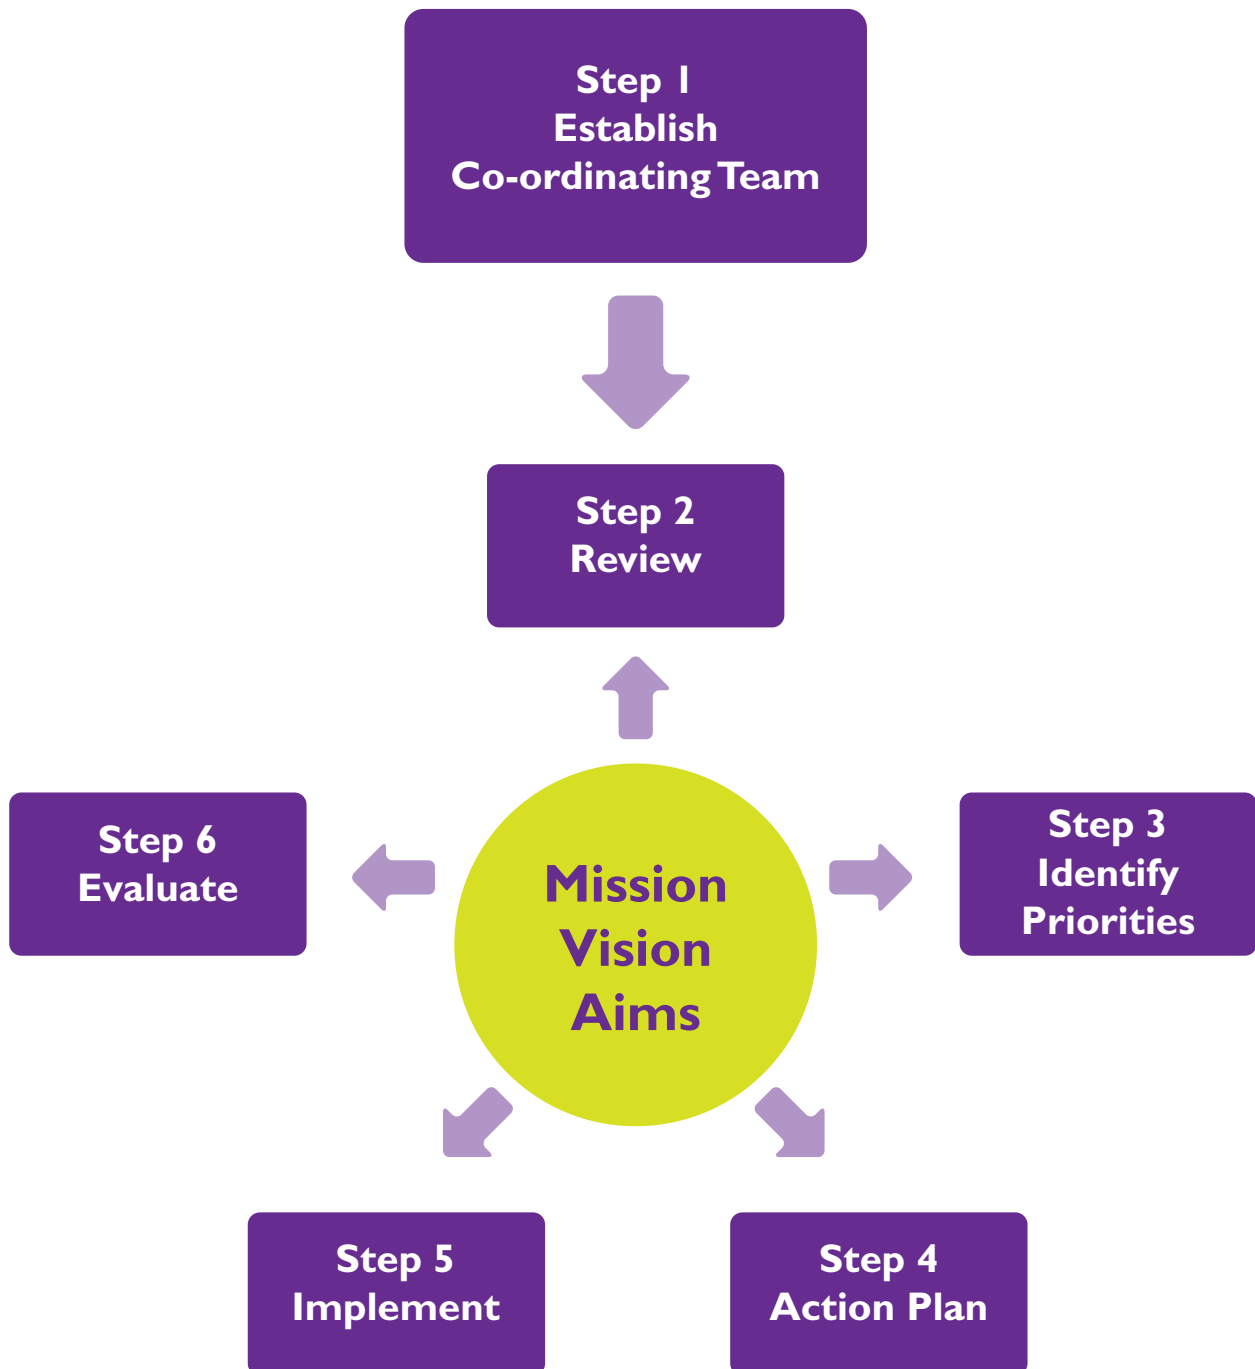 Step 1
Establish
Co-ordinating Team
Step 2
Review
Step 6
Evaluate
Mission
Vision
Aims
Step 3
Identify
Priorities
Step 5
Implement
Step 4
Action Plan